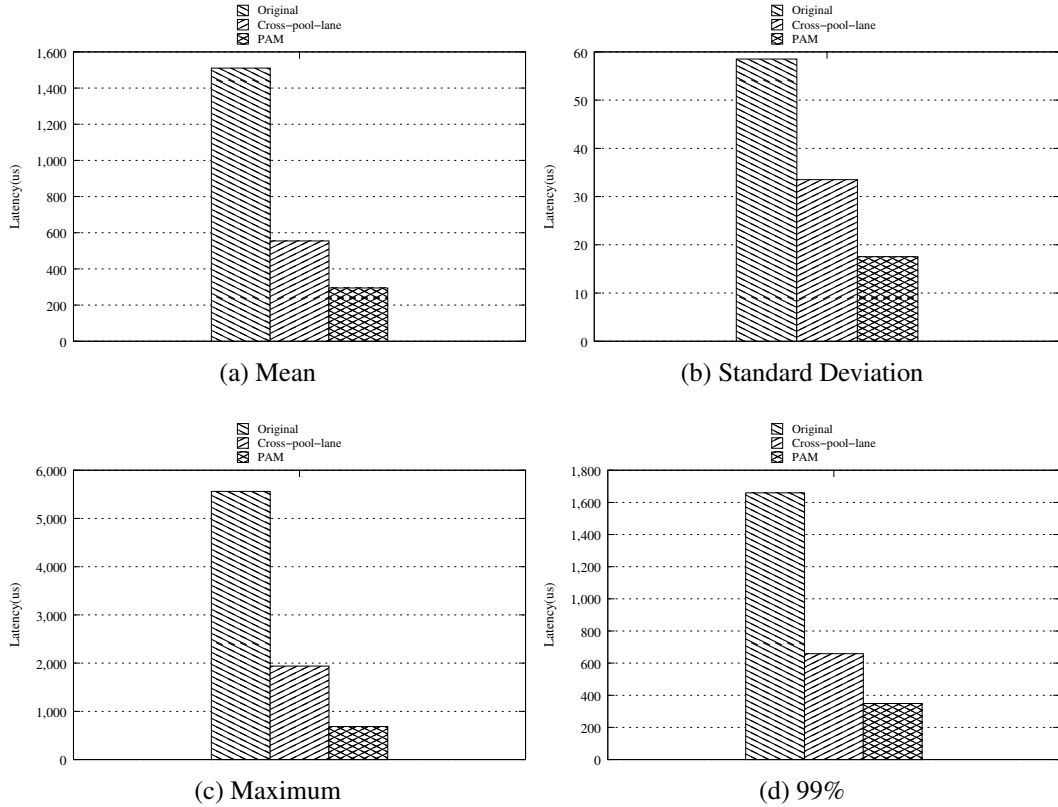 Original
Cross-pool-lane
PAM
1,600
1,400
1,200
1,000
800
600
400
200
0
Latency(us)
(a) Mean
Original
Cross-pool-lane
PAM
60
50
40
30
20
10
0
Latency(us)
(b) Standard Deviation
Original
Cross-pool-lane
PAM
6,000
5,000
4,000
3,000
2,000
1,000
0
Latency(us)
(c) Maximum
Original
Cross-pool-lane
PAM
1,800
1,600
1,400
1,200
1,000
800
600
400
200
0
Latency(us)
(d) 99%